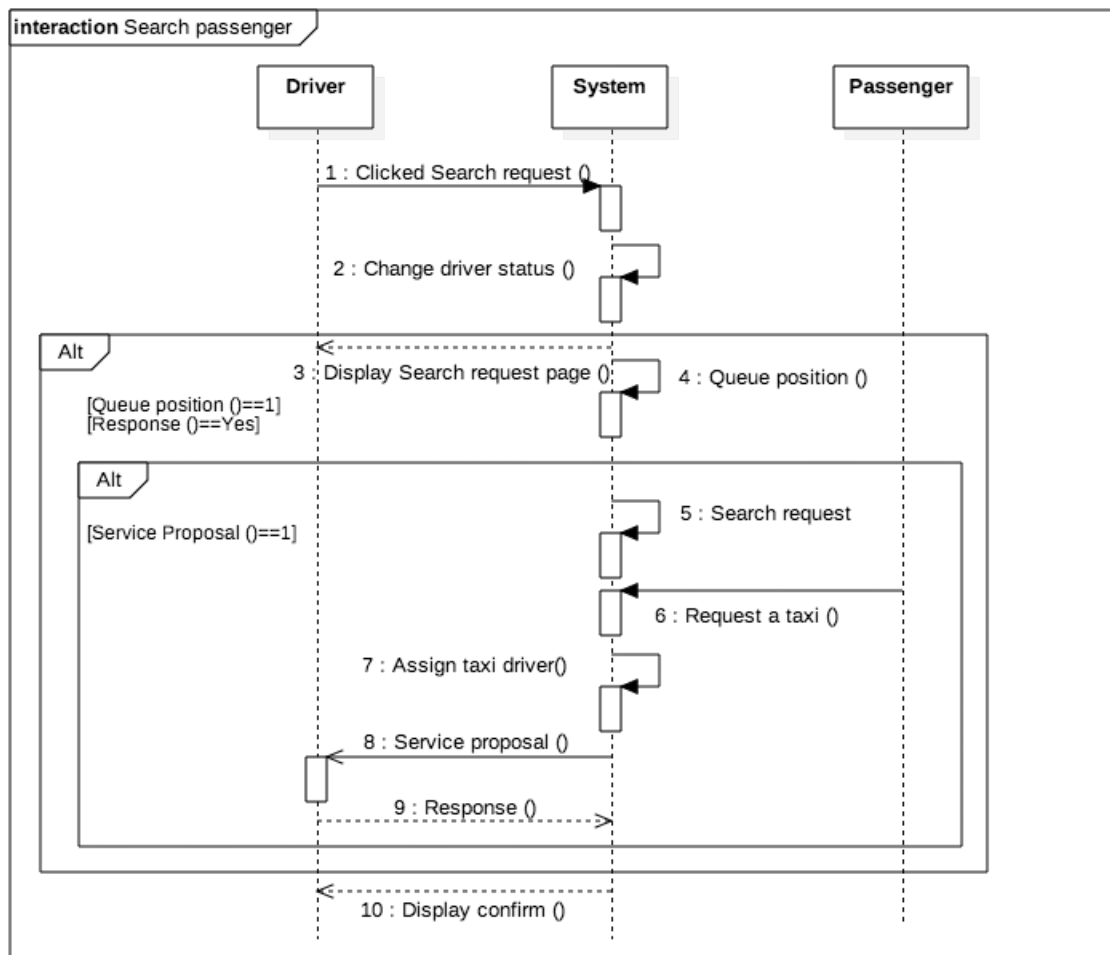 interaction Search passenger
Driver
System
Passenger
1 : Clicked Search request ()
2 : Change driver status ()
Alt
3 : Display Search request page ()
4 : Queue position ()
[Queue position ()==1]
[Response ()==Yes]
Alt
5 : Search request
[Service Proposal ()==1]
6 : Request a taxi ()
7 : Assign taxi driver()
8 : Service proposal ()
9 : Response ()
10 : Display confirm ()